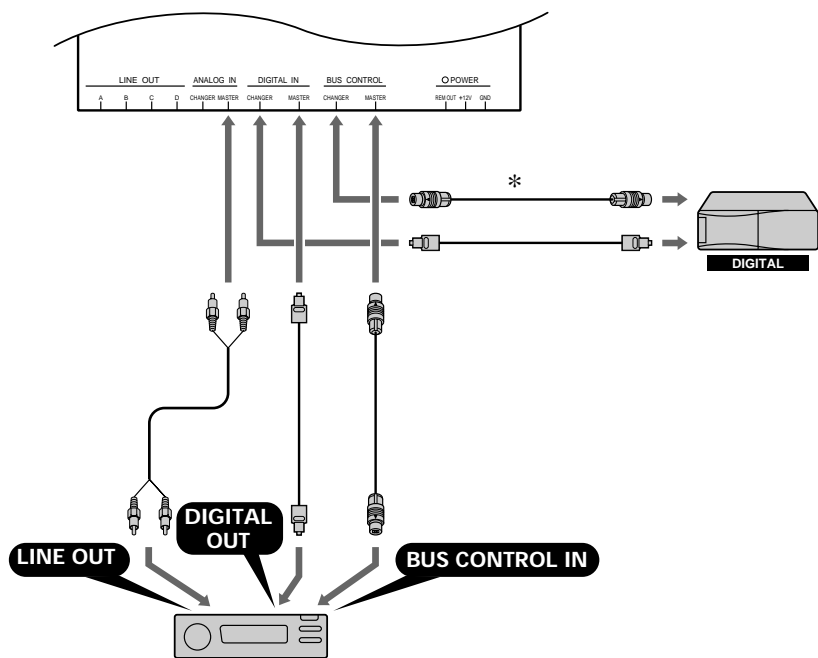 LINE OUT ANALOG IN DIGITAL IN BUS CONTROL POWER
A B C D CHANGER MASTER CHANGER MASTER CHANGER MASTER REM OUT +12V GND
*
DIGITAL
DIGITAL
OUT
LINE OUT
BUS CONTROL IN